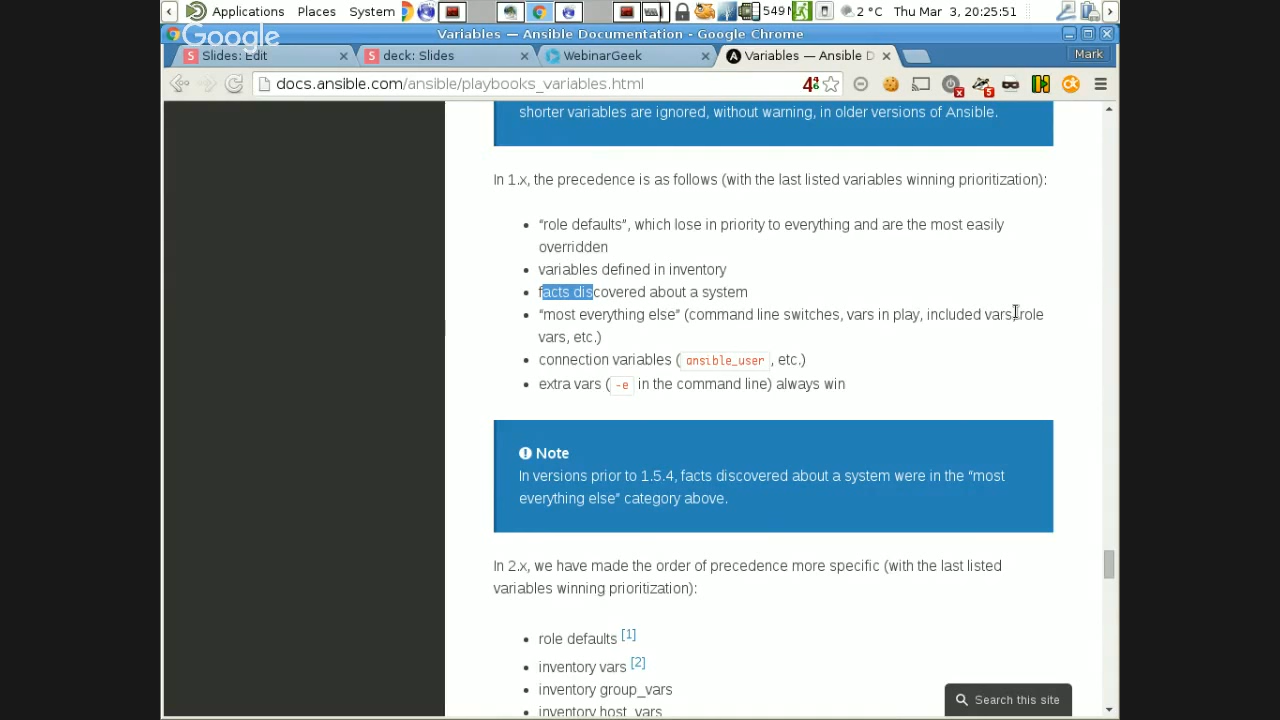 Applications Places System 549 2 °C Thu Mar 3, 20:25:51
Google
Variables — Ansible Documentation - Google Chrome
Slides: Edit deck: Slides WebinarGeek Variables — Ansible D Mark
docs.ansible.com/ansible/playbooks_variables.html
shorter variables are ignored, without warning, in older versions of Ansible.
In 1.x, the precedence is as follows (with the last listed variables winning prioritization):
• “role defaults”, which lose in priority to everything and are the most easily
overridden
• variables defined in inventory
• facts discovered about a system
• “most everything else” (command line switches, vars in play, included vars, role
vars, etc.)
• connection variables ( ansible_user , etc.)
• extra vars ( -e in the command line) always win
Note
In versions prior to 1.5.4, facts discovered about a system were in the “most
everything else” category above.
In 2.x, we have made the order of precedence more specific (with the last listed
variables winning prioritization):
• role defaults [1]
• inventory vars [2]
• inventory group_vars
• inventory host_vars
Search this site